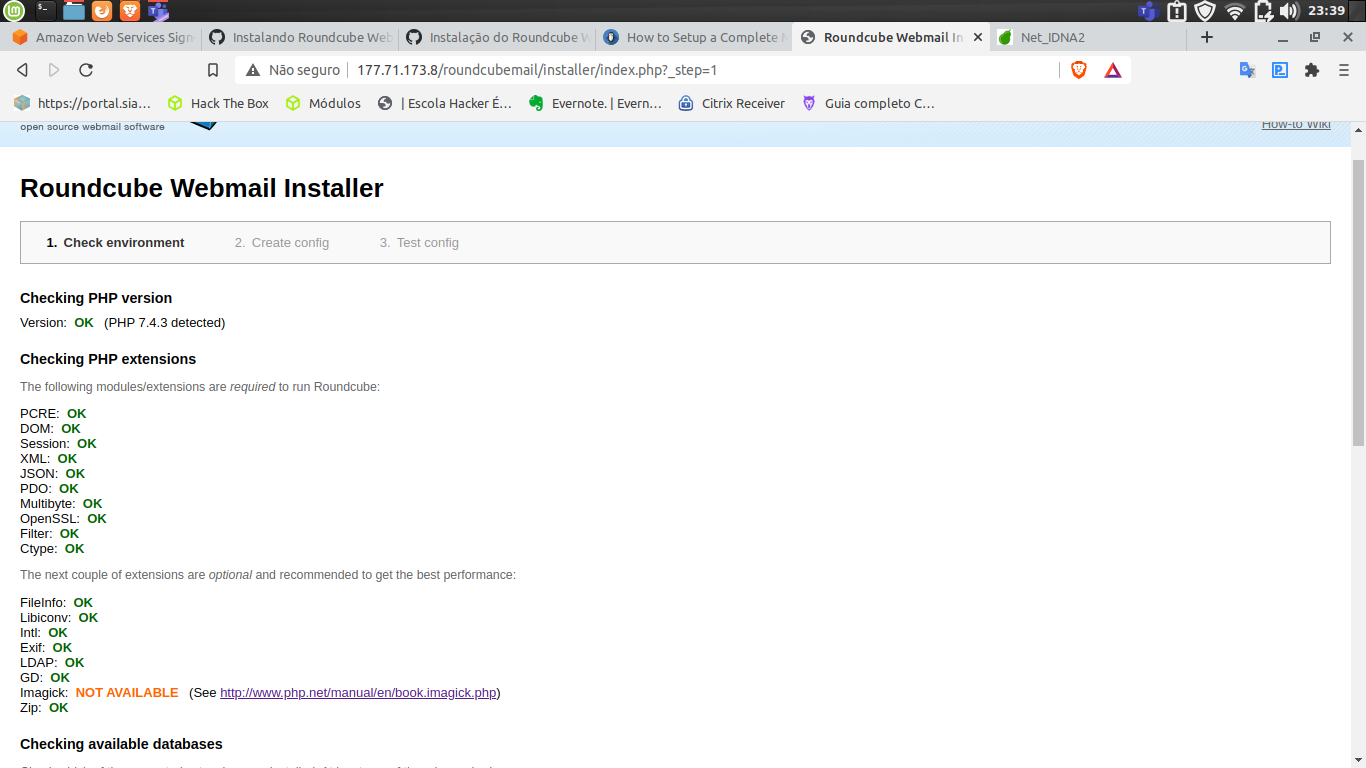 23:39
Amazon Web Services Sign
Instalando Roundcube Web
Instalação do Roundcube W
How to Setup a Complete M
Roundcube Webmail In
Net_IDNA2
Não seguro
177.71.173.8/roundcubemail/installer/index.php?_step=1
https://portal.sia...
Hack The Box
Módulos
| Escola Hacker É...
Evernote. | Evern...
Citrix Receiver
Guia completo C...
open source webmail software
How-to Wiki
Roundcube Webmail Installer
1. Check environment
2. Create config
3. Test config
Checking PHP version
Version: OK (PHP 7.4.3 detected)
Checking PHP extensions
The following modules/extensions are required to run Roundcube:
PCRE: OK
DOM: OK
Session: OK
XML: OK
JSON: OK
PDO: OK
Multibyte: OK
OpenSSL: OK
Filter: OK
Ctype: OK
The next couple of extensions are optional and recommended to get the best performance:
FileInfo: OK
Libiconv: OK
Intl: OK
Exif: OK
LDAP: OK
GD: OK
Imagick: NOT AVAILABLE (See http://www.php.net/manual/en/book.imagick.php)
Zip: OK
Checking available databases